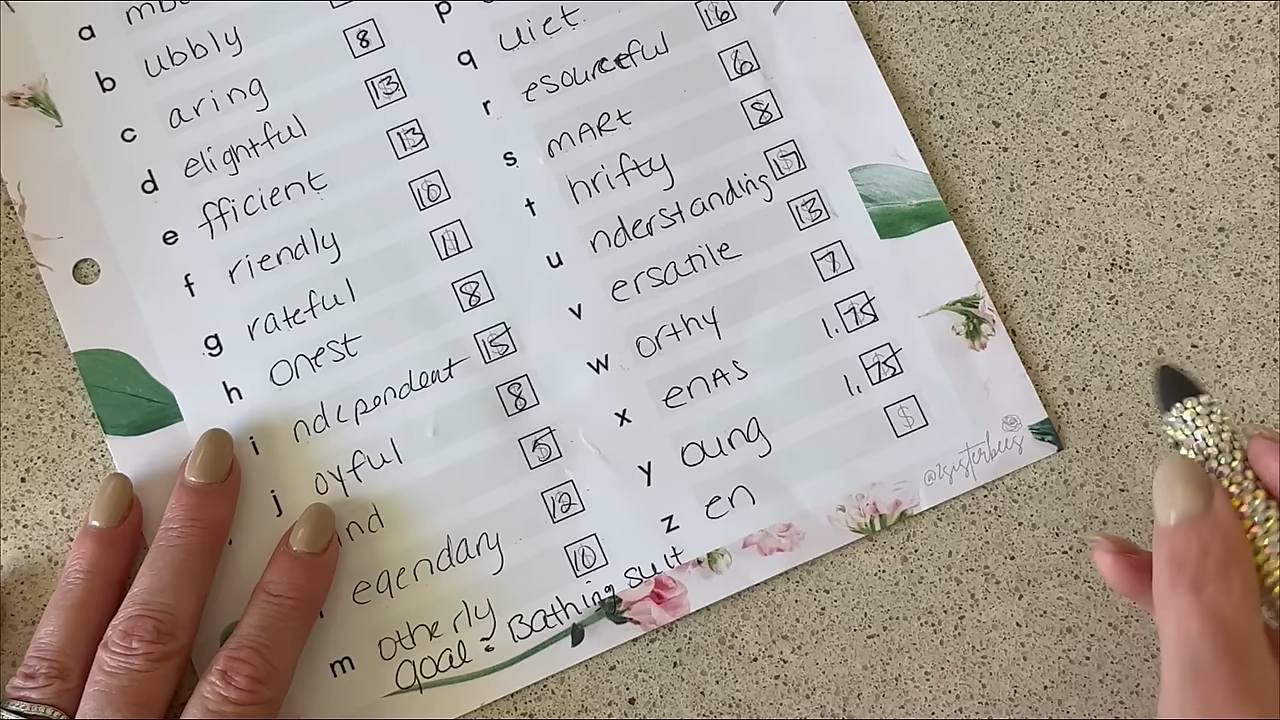 a
b ubbly
c aring 8
d elightful 13
e fficient 13
f riendly 10
g rateful 11
h onest 8
i ndependent 15
j oyful 8
ind 5
egendary 12
m otherly 10
goal: Bathing suit
p
q uiet
r esourceful 16
s mARt 6
t hrifty 8
u nderstanding
v ersatile 13
w orthy 7
x enAs 1.75
y oung 1.75
z en $
@2sisterbees